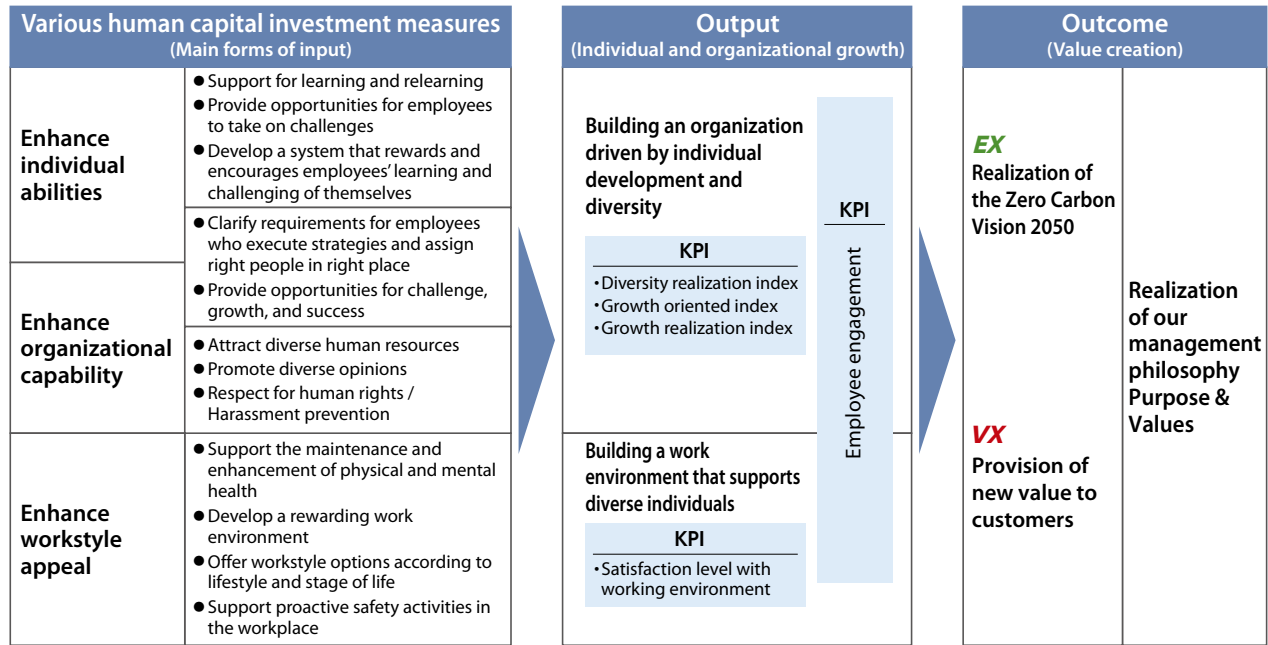 Various human capital investment measures
(Main forms of input)
Enhance
individual
abilities
● Support for learning and relearning
● Provide opportunities for employees
to take on challenges
● Develop a system that rewards and
encourages employees’ learning and
challenging of themselves
● Clarify requirements for employees
who execute strategies and assign
right people in right place
● Provide opportunities for challenge,
growth, and success
Enhance
organizational
capability
● Attract diverse human resources
● Promote diverse opinions
● Respect for human rights /
Harassment prevention
Enhance
workstyle
appeal
● Support the maintenance and
enhancement of physical and mental
health
● Develop a rewarding work
environment
● Offer workstyle options according to
lifestyle and stage of life
● Support proactive safety activities in
the workplace
Output
(Individual and organizational growth)
Building an organization
driven by individual
development and
diversity
KPI
・Diversity realization index
・Growth oriented index
・Growth realization index
Building a work
environment that supports
diverse individuals
KPI
・Satisfaction level with
working environment
KPI
Employee engagement
Outcome
(Value creation)
EX
Realization of
the Zero Carbon
Vision 2050
VX
Provision of
new value to
customers
Realization
of our
management
philosophy
Purpose &
Values